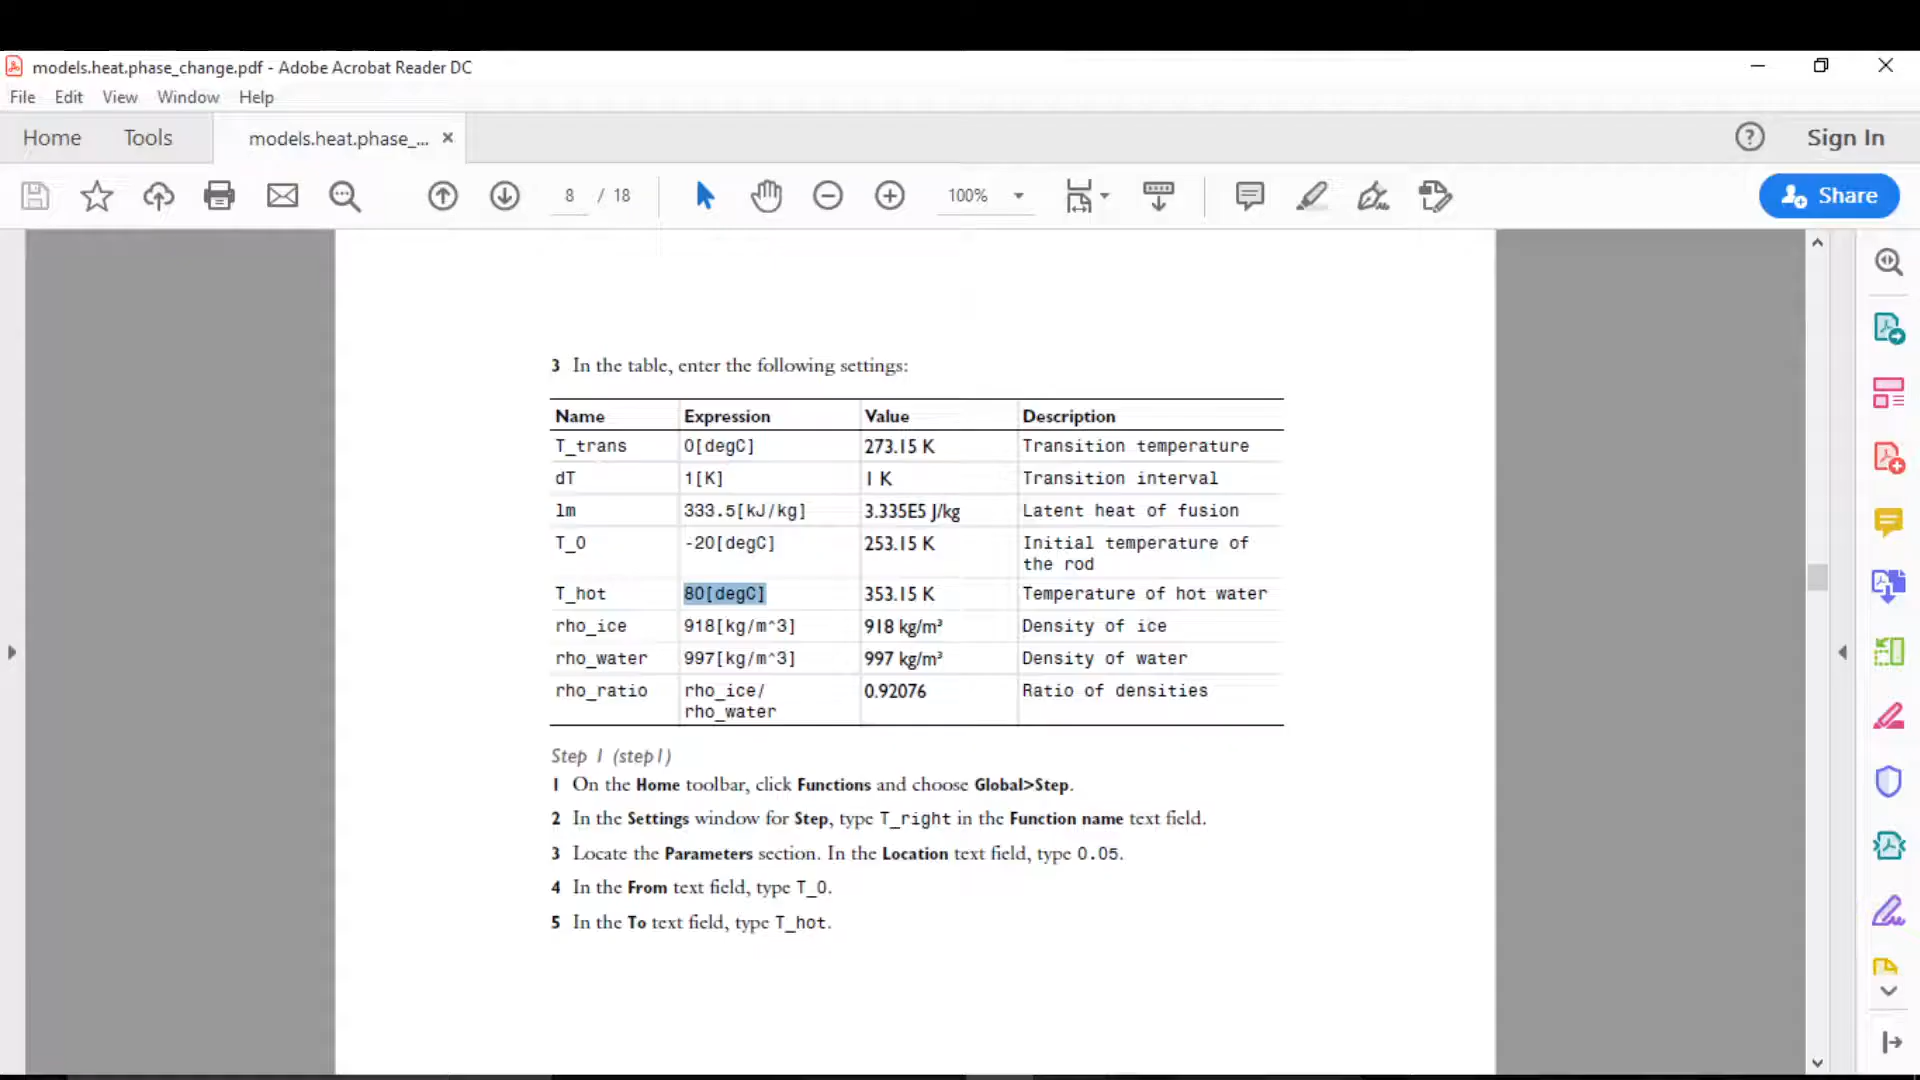 models.heat.phase_change.pdf - Adobe Acrobat Reader DC
File Edit View Window Help
Home Tools models.heat.phase_... × Sign In
8 / 18 100% Share
3 In the table, enter the following settings:
Name Expression Value Description
T_trans 0[degC] 273.15 K Transition temperature
dT 1[K] 1 K Transition interval
lm 333.5[kJ/kg] 3.335E5 J/kg Latent heat of fusion
T_0 -20[degC] 253.15 K Initial temperature of
the rod
T_hot 80[degC] 353.15 K Temperature of hot water
rho_ice 918[kg/m^3] 918 kg/m³ Density of ice
rho_water 997[kg/m^3] 997 kg/m³ Density of water
rho_ratio rho_ice/ 0.92076 Ratio of densities
rho_water
Step 1 (step1)
1 On the Home toolbar, click Functions and choose Global>Step.
2 In the Settings window for Step, type T_right in the Function name text field.
3 Locate the Parameters section. In the Location text field, type 0.05.
4 In the From text field, type T_0.
5 In the To text field, type T_hot.